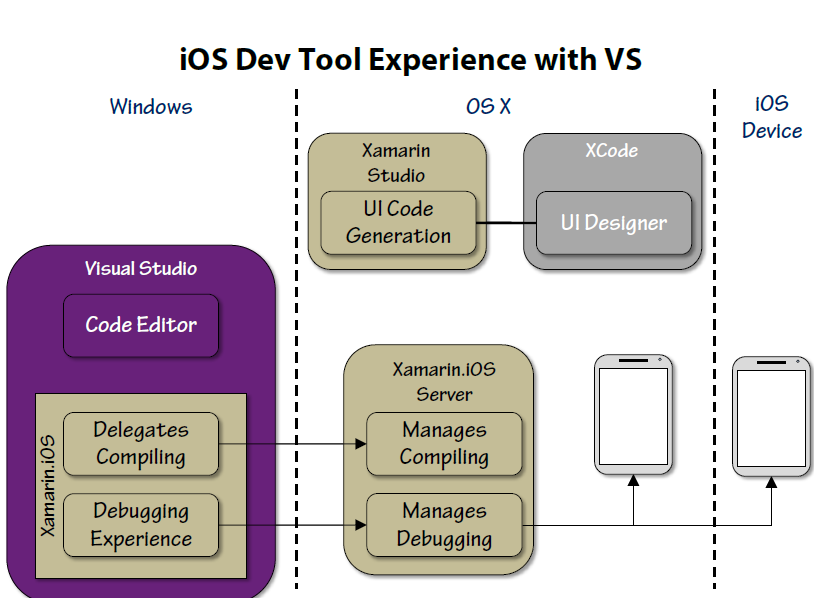 iOS Dev Tool Experience with VS
Windows
OS X
iOS
Device
Xamarin
Studio
UI Code
Generation
XCode
UI Designer
Visual Studio
Code Editor
Xamarin.iOS
Delegates
Compiling
Debugging
Experience
Xamarin.iOS
Server
Manages
Compiling
Manages
Debugging